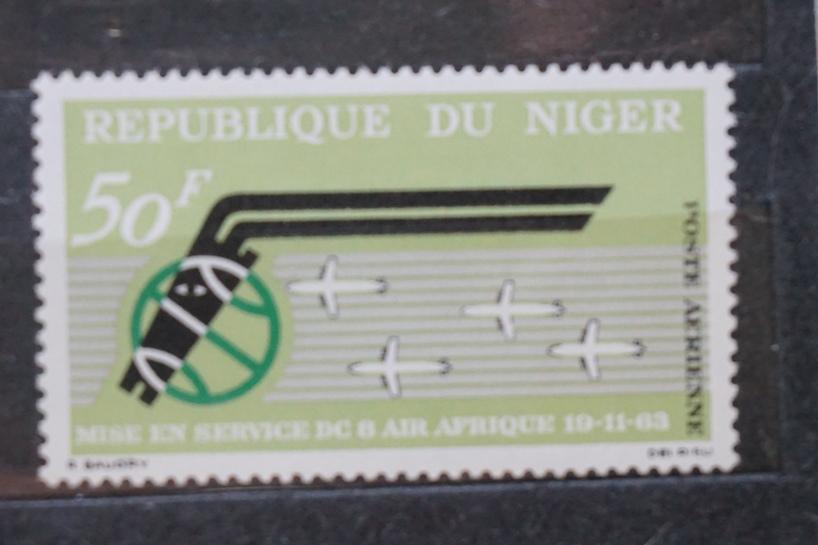 REPUBLIQUE DU NIGER
50F
POSTE AERIENNE
MISE EN SERVICE DC 8 AIR AFRIQUE 19-11-63